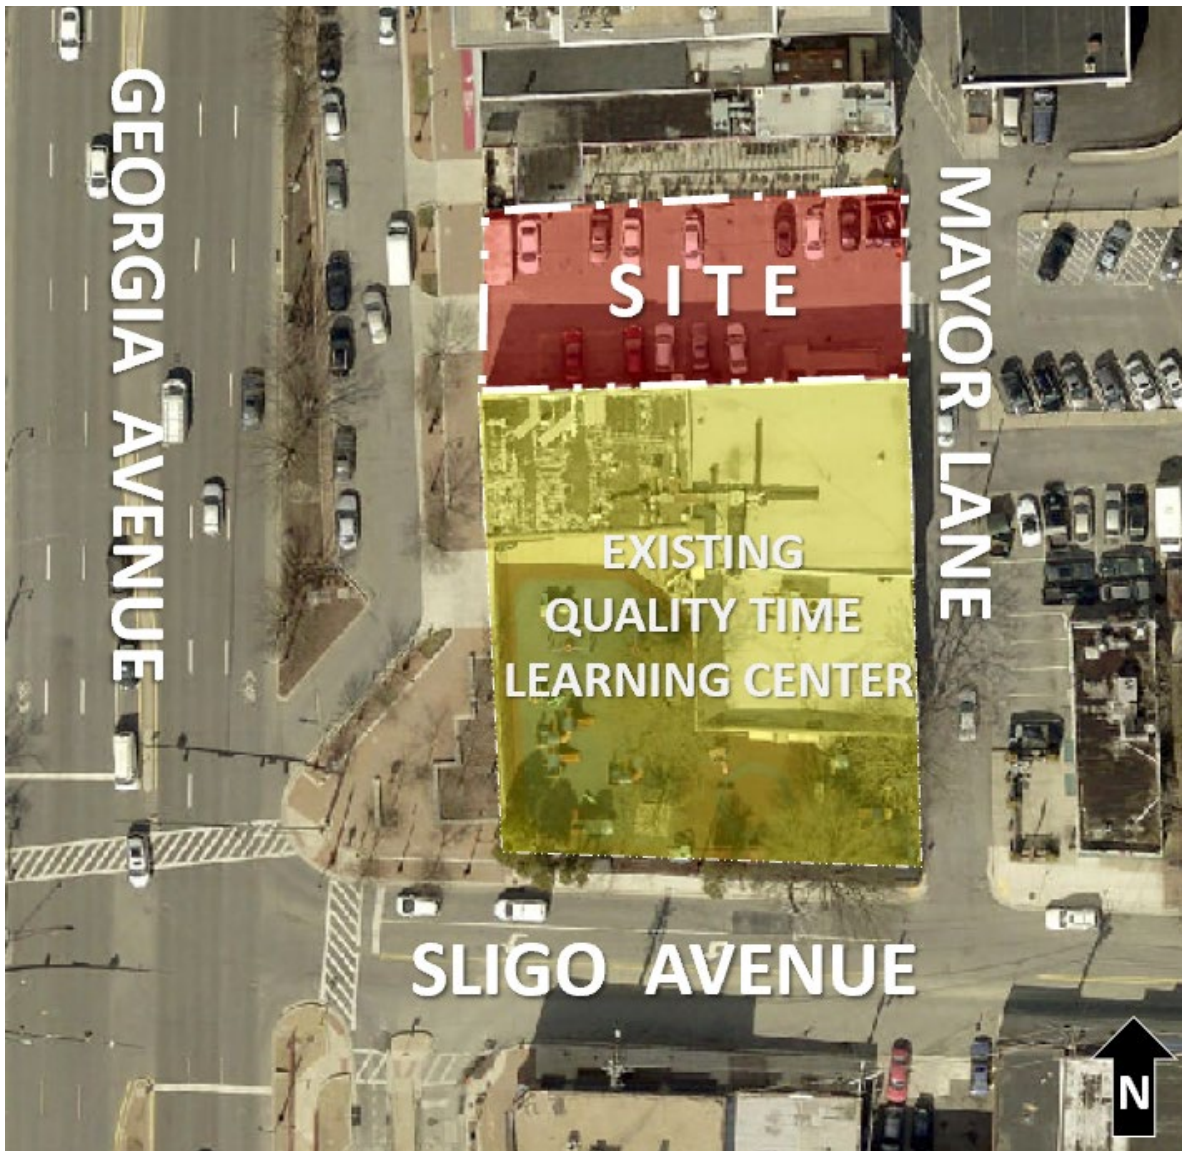 GEORGIA AVENUE
SITE
MAYOR LANE
EXISTING
QUALITY TIME
LEARNING CENTER
SLIGO AVENUE
N